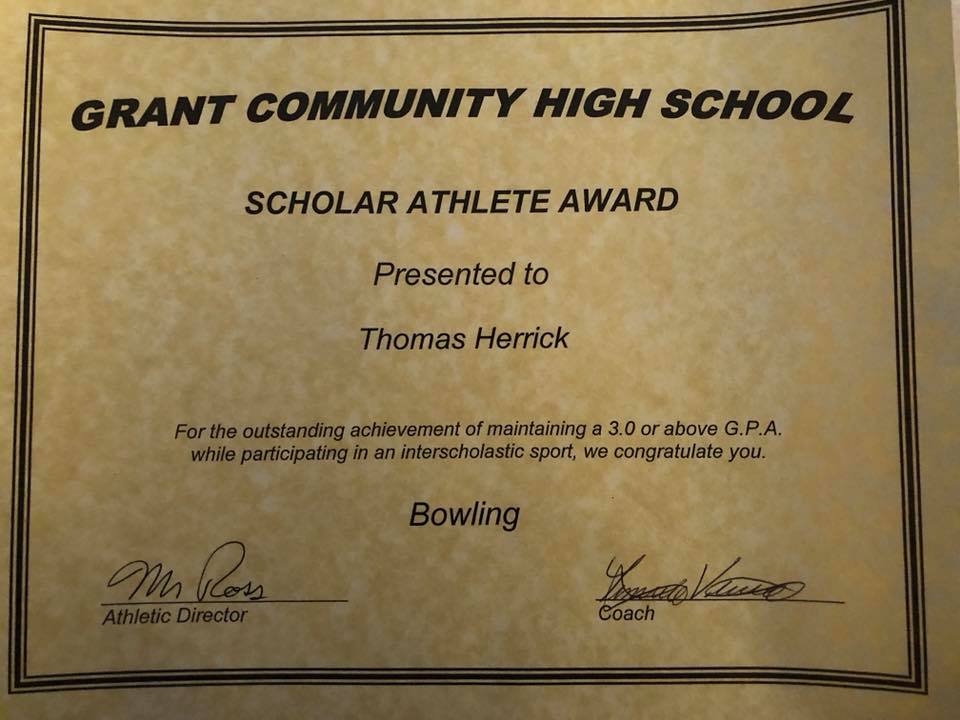 GRANT COMMUNITY HIGH SCHOOL
SCHOLAR ATHLETE AWARD
Presented to
Thomas Herrick
For the outstanding achievement of maintaining a 3.0 or above G.P.A.
while participating in an interscholastic sport, we congratulate you.
Bowling
Mr Ross
Athletic Director
Coach